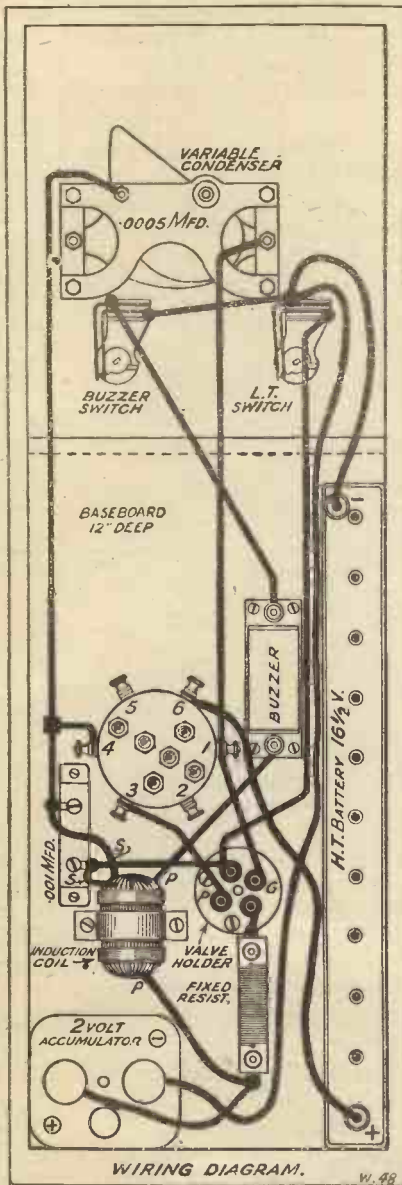 VARIABLE
CONDENSER
.0005 MFD.
BUZZER
SWITCH
L.T.
SWITCH
BASEBOARD
12" DEEP
-
BUZZER
H.T. BATTERY 16½ V.
5
6
4
1
3
2
.001 MFD.
S
S
P
P
G
INDUCTION
COIL
VALVE
HOLDER
FIXED
RESIST.
P
2 VOLT
ACCUMULATOR -
+
+
WIRING DIAGRAM.
W.48